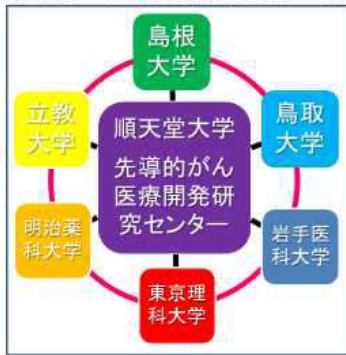 島根
大学
立教
大学
順天堂大学
先導的がん
医療開発研
究センター
鳥取
大学
明治薬
科大学
岩手医
科大学
東京理
科大学